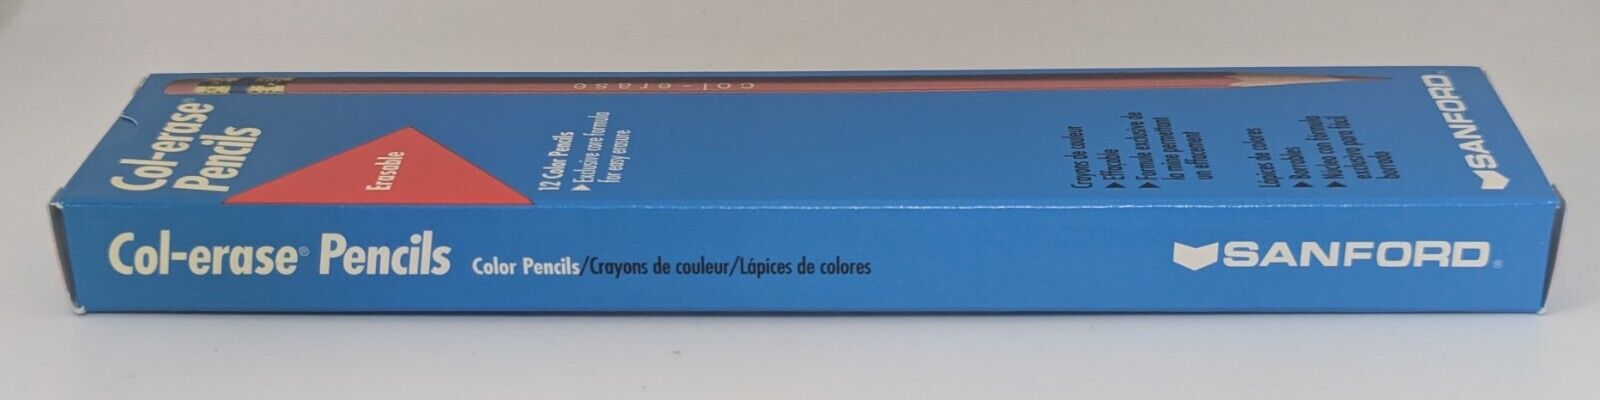 Col-erase®
Pencils
Erasable
col-erase
12 Color Pencils
▶ Exclusive core formula
for easy erasure
Crayons de couleur
▶ Effaçable
▶ Formule exclusive de
la mine permettant
un effacement
Lápices de colores
▶ Borrables
▶ Núcleo con fórmula
exclusiva para fácil
borrado
SANFORD®
Col-erase® Pencils Color Pencils/Crayons de couleur/Lápices de colores
SANFORD®